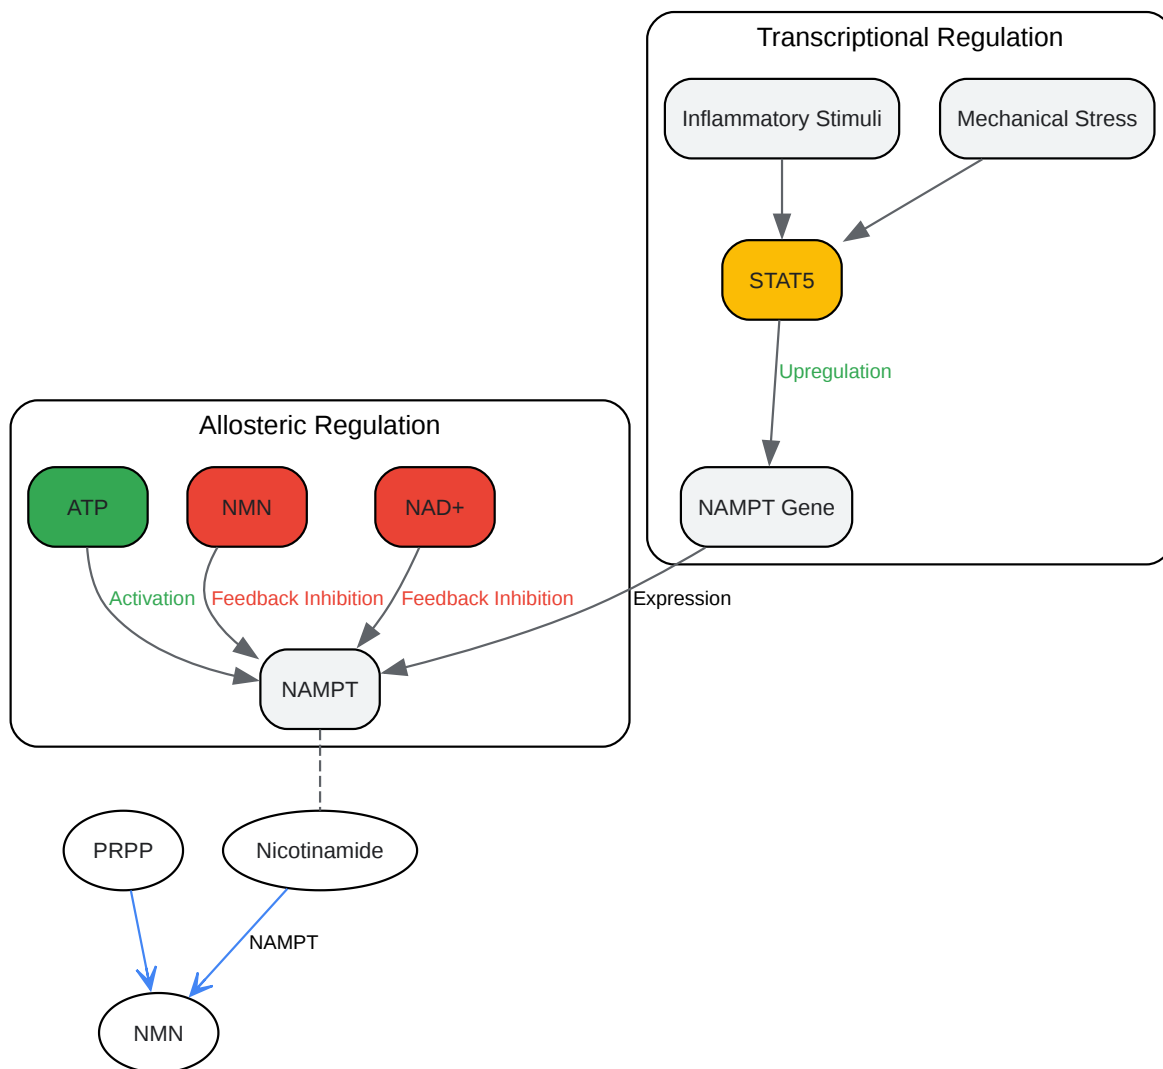 Transcriptional Regulation
Inflammatory Stimuli
Mechanical Stress
STAT5
Upregulation
NAMPT Gene
Allosteric Regulation
ATP
NMN
NAD+
Activation
Feedback Inhibition
Feedback Inhibition
Expression
NAMPT
PRPP
Nicotinamide
NAMPT
NMN